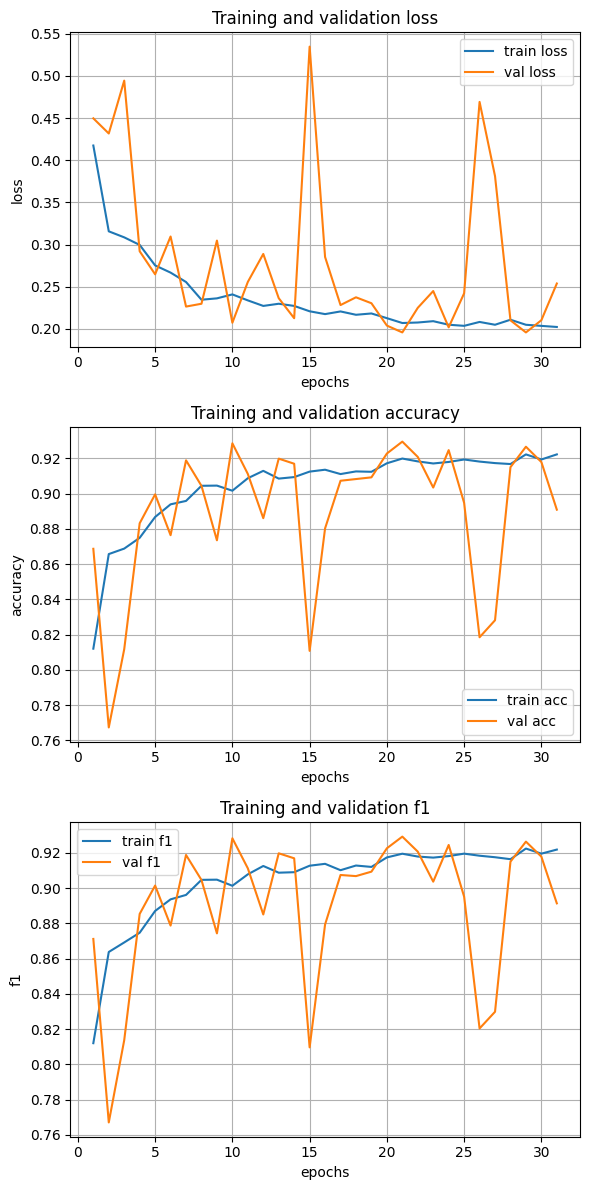 Training and validation loss
train loss
val loss
0.55
0.50
0.45
0.40
0.35
0.30
0.25
0.20
loss
0 5 10 15 20 25 30
epochs
Training and validation accuracy
0.92
0.90
0.88
0.86
0.84
0.82
0.80
0.78
0.76
accuracy
train acc
val acc
0 5 10 15 20 25 30
epochs
Training and validation f1
train f1
val f1
0.92
0.90
0.88
0.86
0.84
0.82
0.80
0.78
0.76
f1
0 5 10 15 20 25 30
epochs